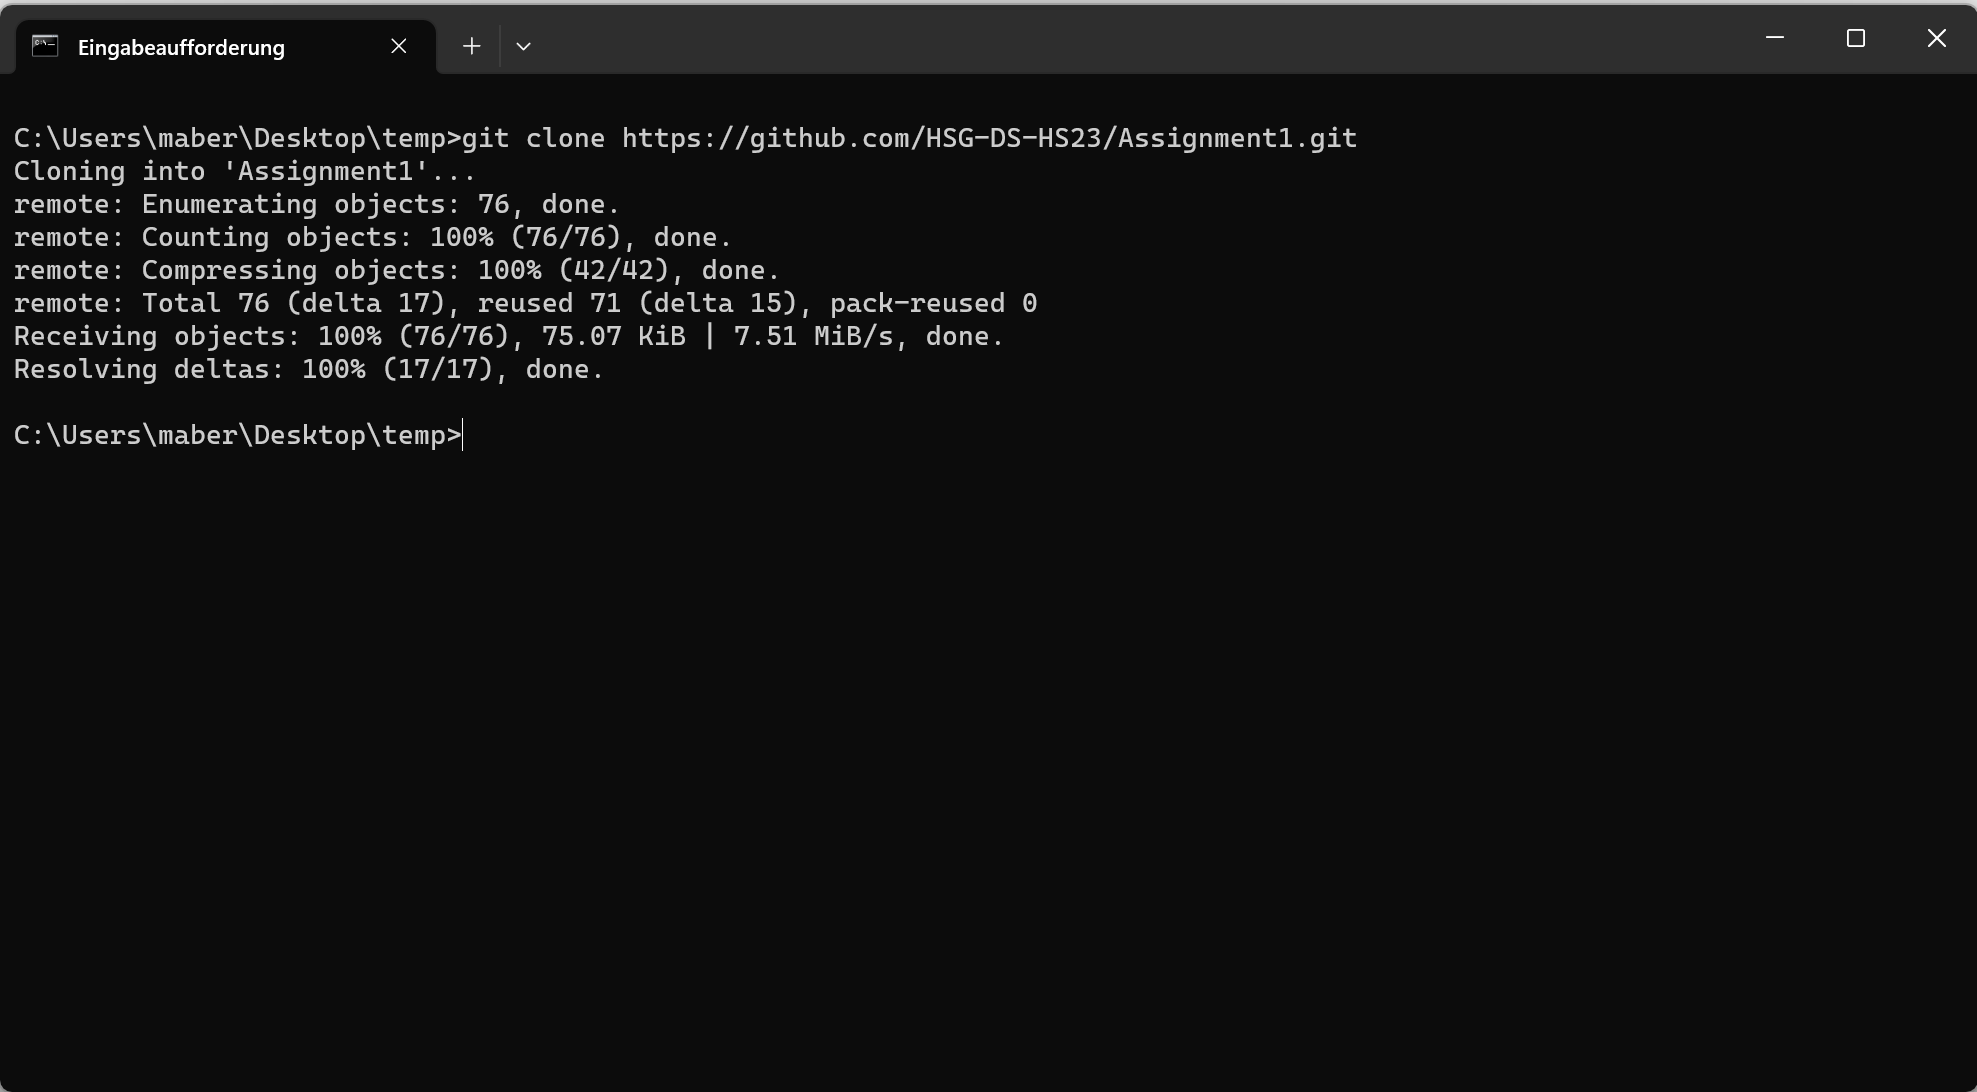 Eingabeaufforderung
C:\Users\maber\Desktop\temp>git clone https://github.com/HSG-DS-HS23/Assignment1.git
Cloning into 'Assignment1'...
remote: Enumerating objects: 76, done.
remote: Counting objects: 100% (76/76), done.
remote: Compressing objects: 100% (42/42), done.
remote: Total 76 (delta 17), reused 71 (delta 15), pack-reused 0
Receiving objects: 100% (76/76), 75.07 KiB | 7.51 MiB/s, done.
Resolving deltas: 100% (17/17), done.
C:\Users\maber\Desktop\temp>